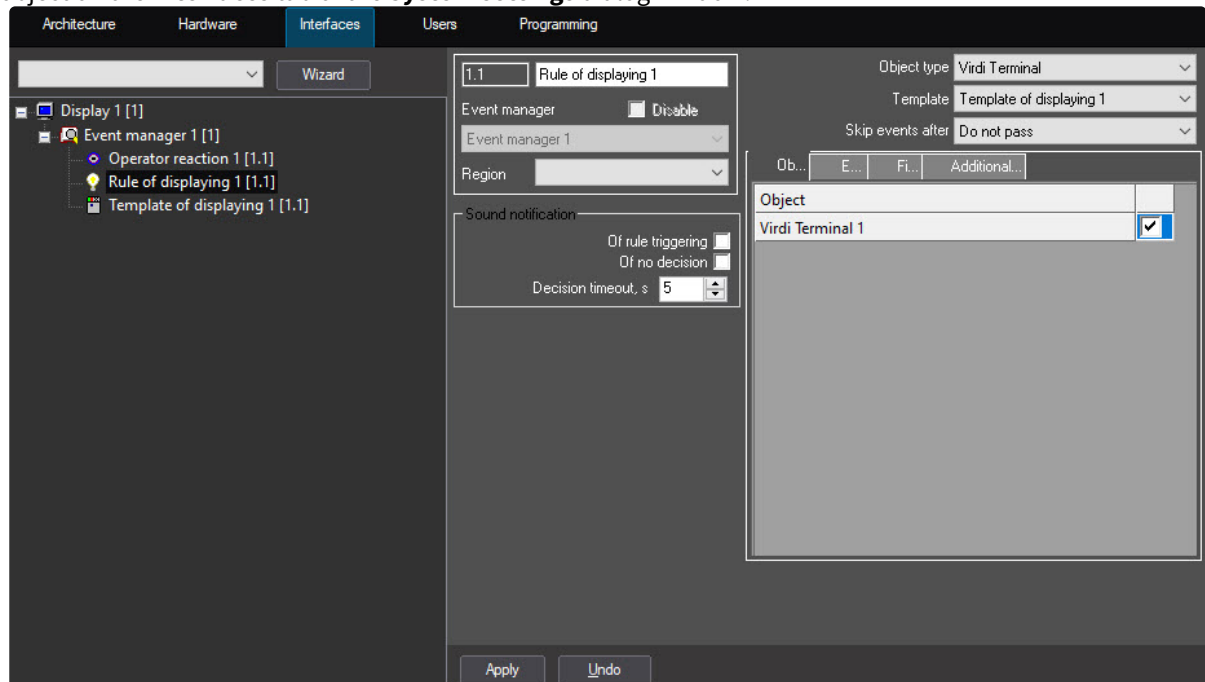 Architecture Hardware Interfaces Users Programming
Wizard
Display 1 [1]
Event manager 1 [1]
Operator reaction 1 [1.1]
Rule of displaying 1 [1.1]
Template of displaying 1 [1.1]
1.1 Rule of displaying 1
Event manager Disable
Event manager 1
Region
Sound notification
Of rule triggering
Of no decision
Decision timeout, s 5
Object type Virdi Terminal
Template Template of displaying 1
Skip events after Do not pass
Ob... E... Fi... Additional...
Object
Virdi Terminal 1
Apply Undo